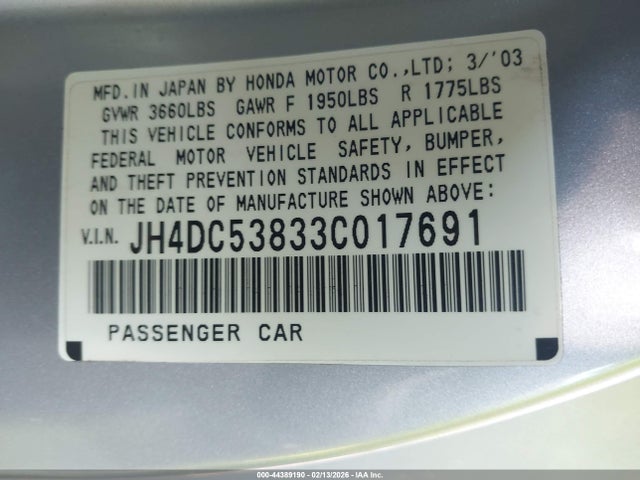 MFD.IN JAPAN BY HONDA MOTOR CO.,LTD; 3/'03
GVWR 3660LBS GAWR F 1950LBS R 1775LBS
THIS VEHICLE CONFORMS TO ALL APPLICABLE
FEDERAL MOTOR VEHICLE SAFETY, BUMPER,
AND THEFT PREVENTION STANDARDS IN EFFECT
ON THE DATE OF MANUFACTURE SHOWN ABOVE:
V.I.N. JH4DC53833C017691
PASSENGER CAR
000-44389190 - 02/13/2026 - IAA Inc.